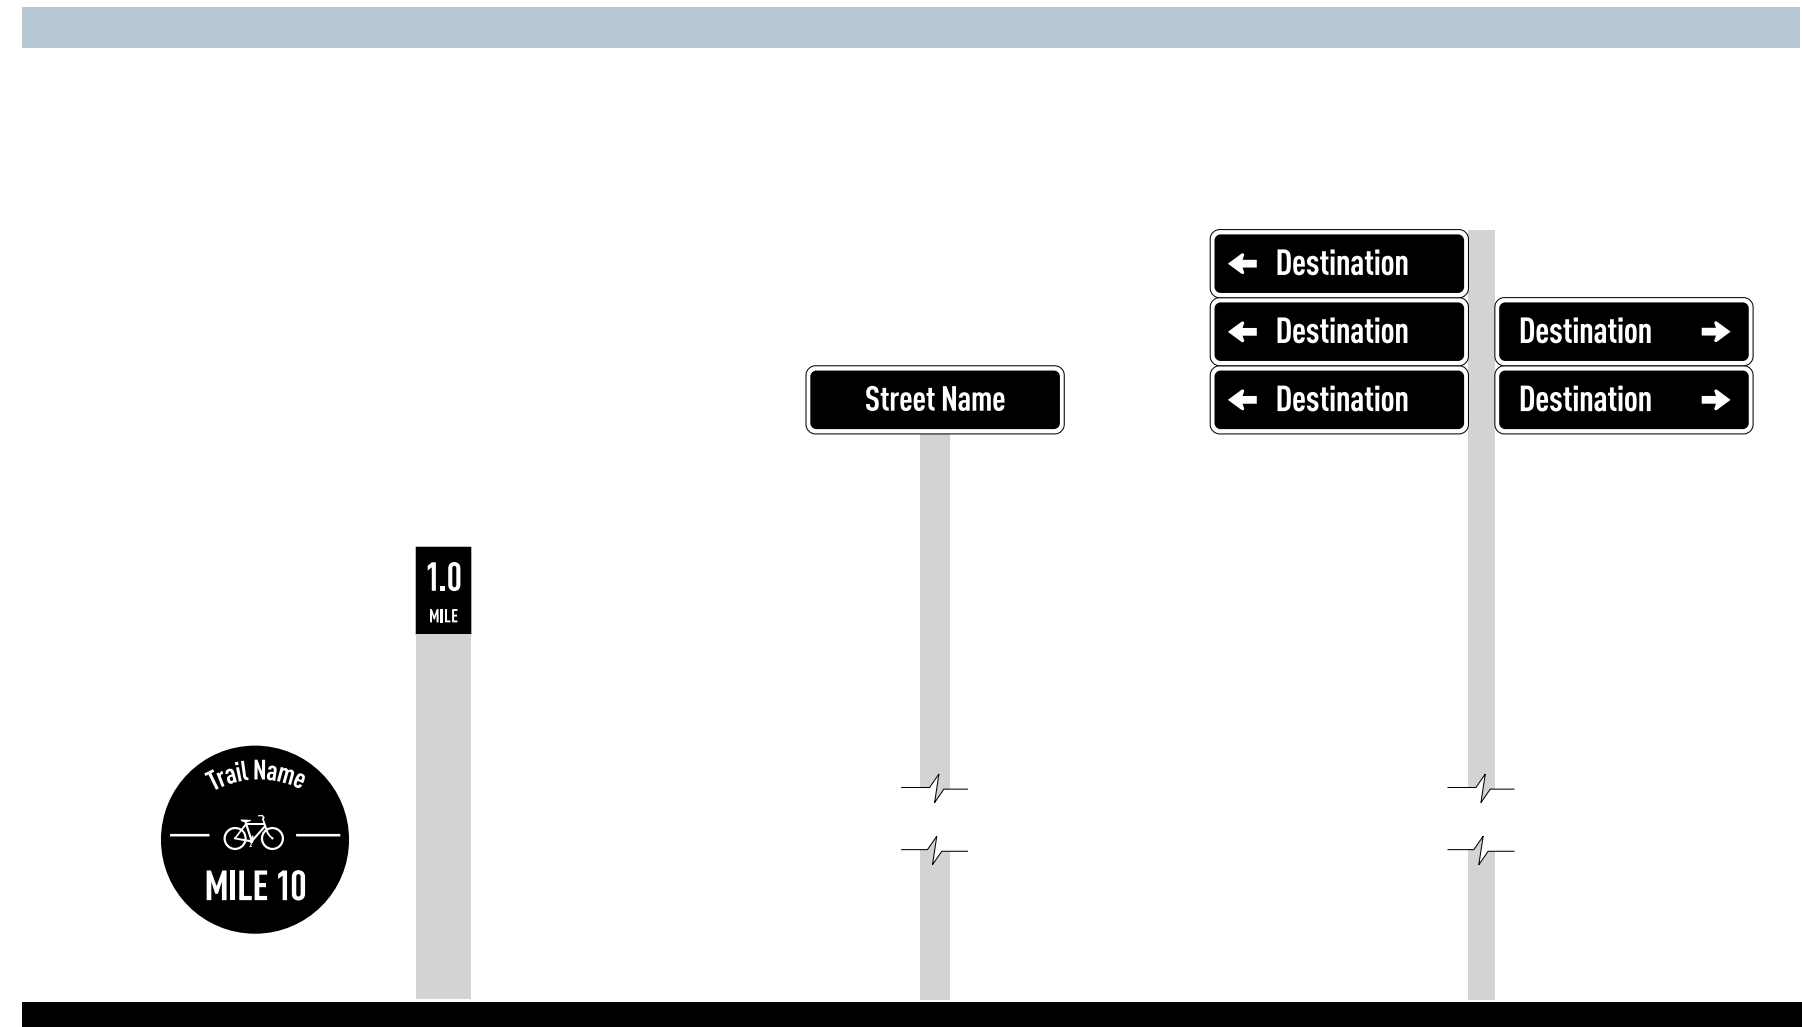 Trail Name
MILE 10
1.0
MILE
Street Name
Destination
Destination
Destination
Destination
Destination